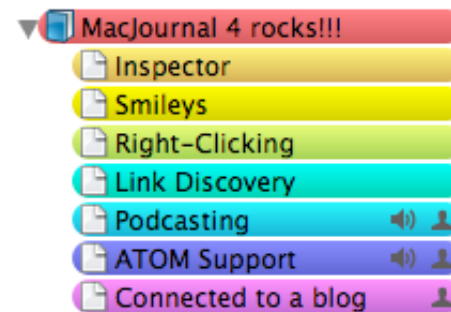 MacJournal 4 rocks!!!
Inspector
Smileys
Right-Clicking
Link Discovery
Podcasting
ATOM Support
Connected to a blog